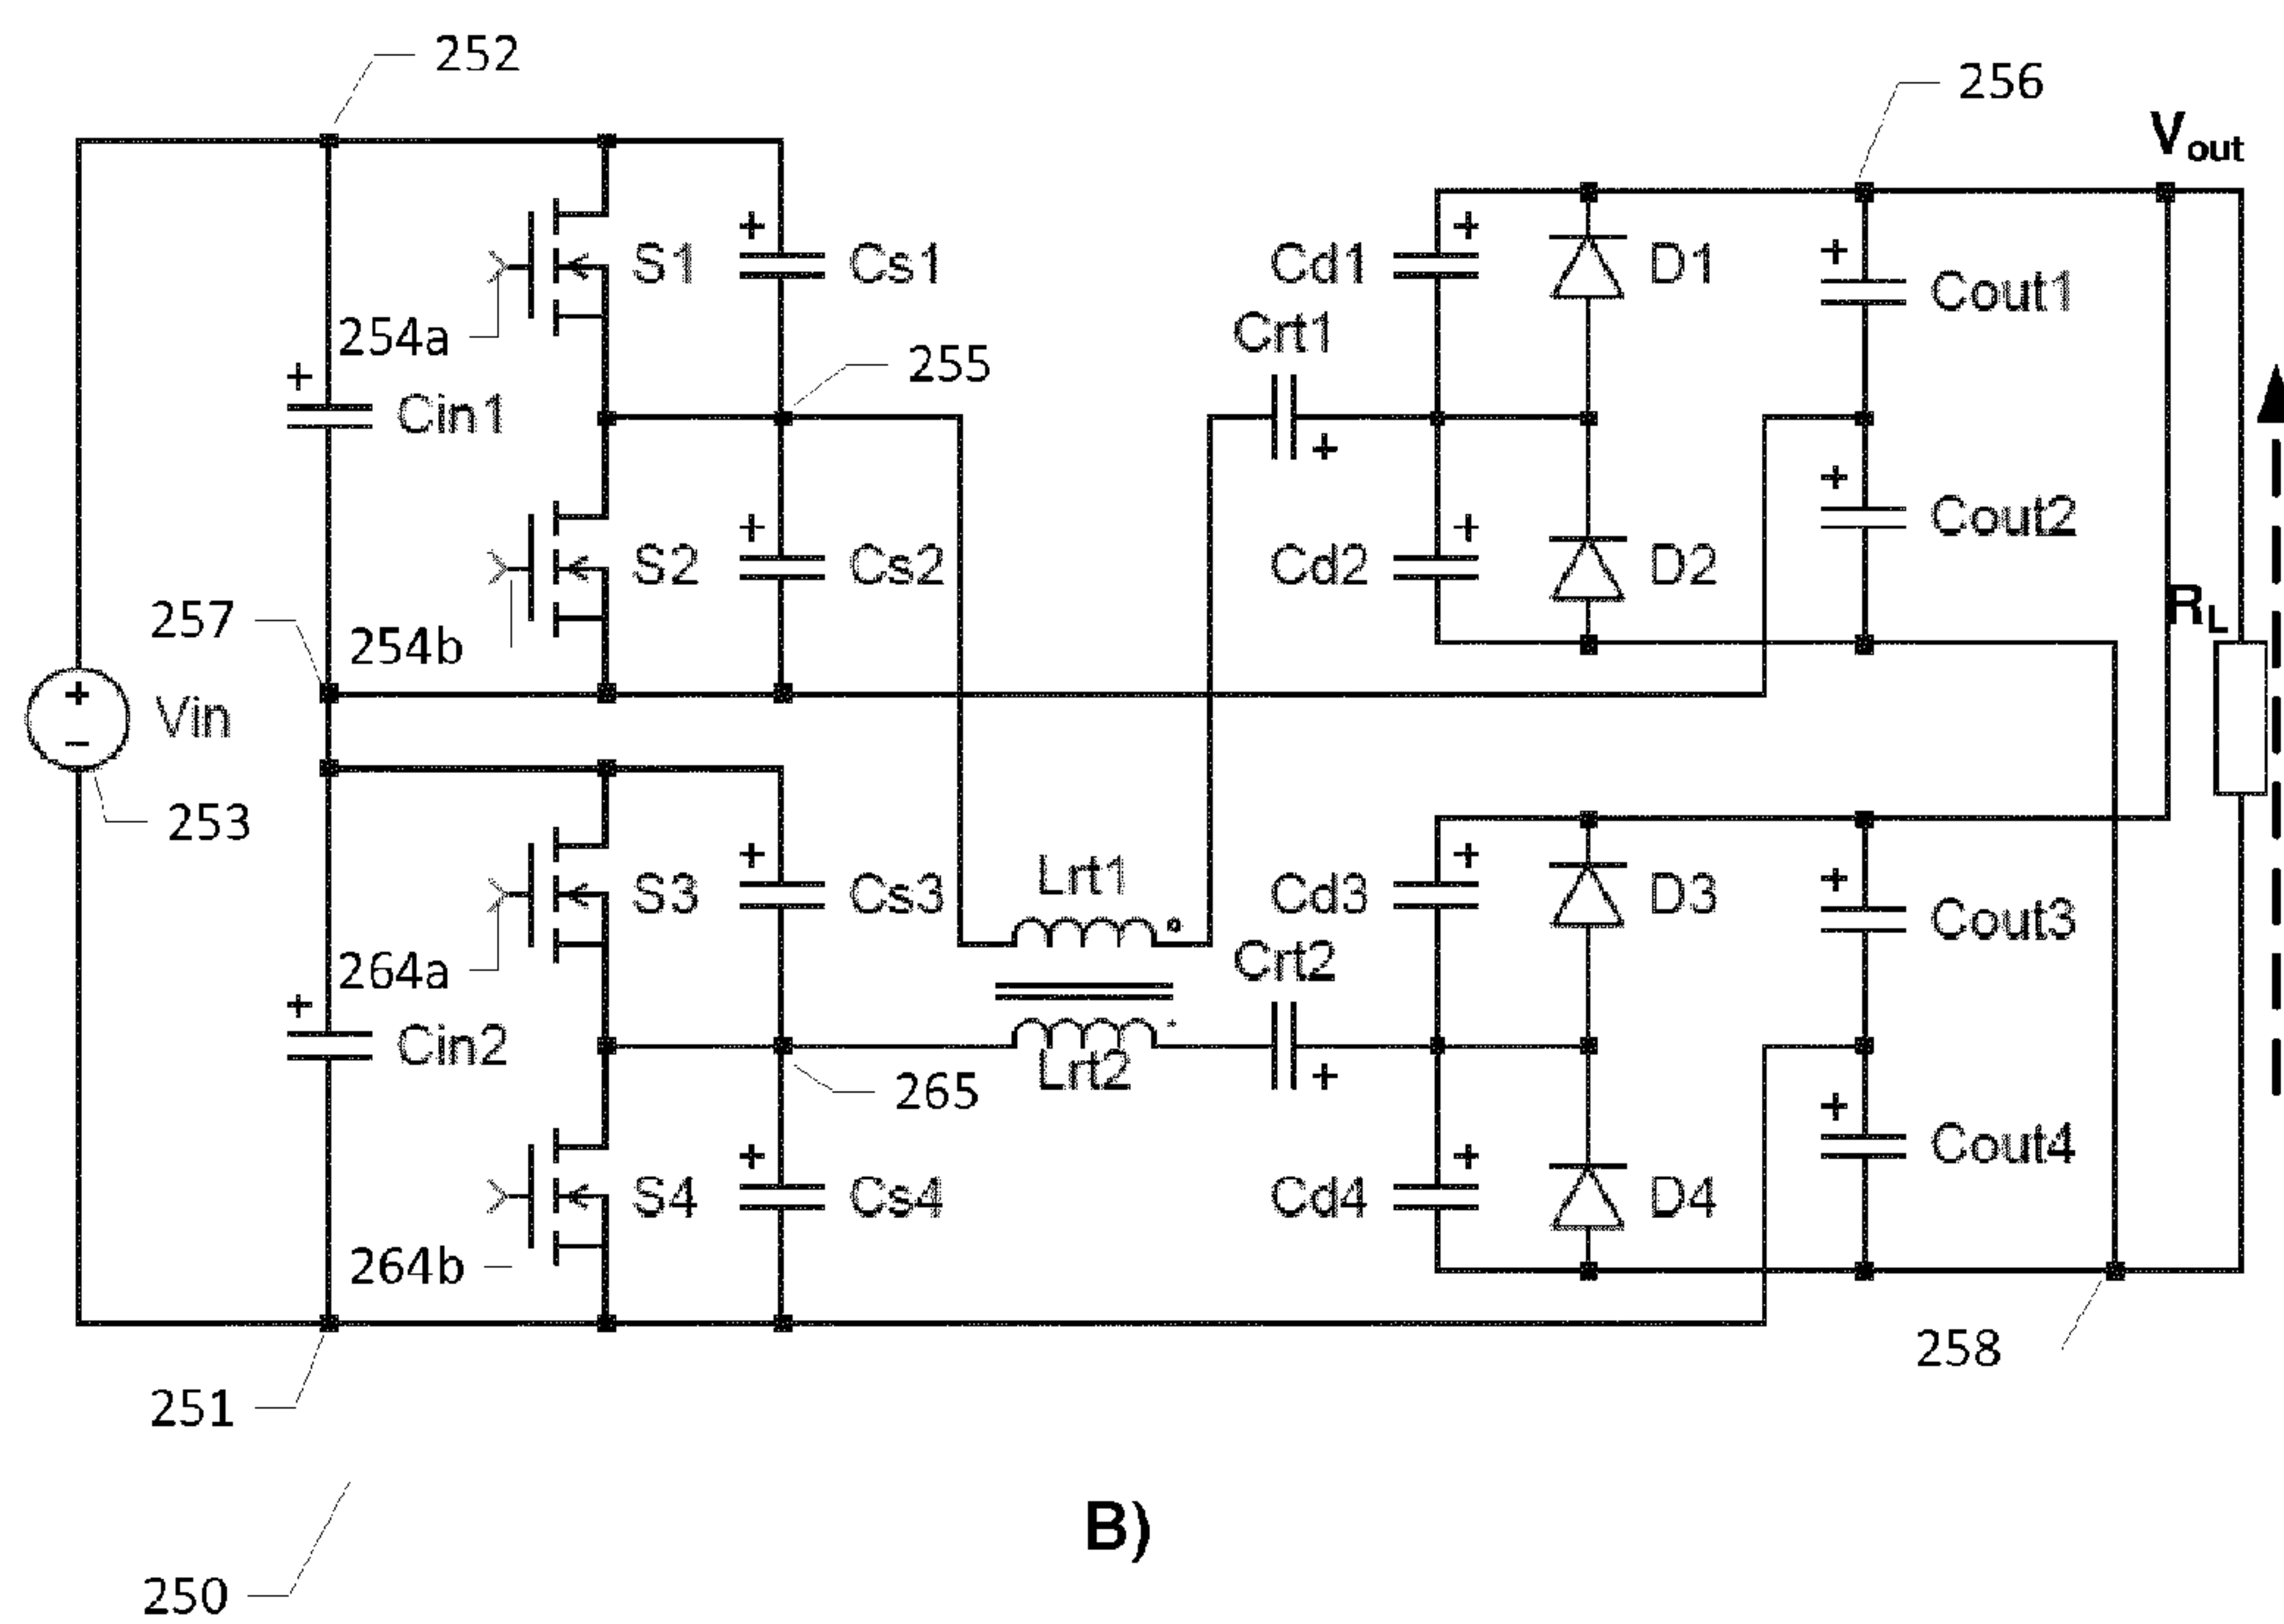 252
256
Vout
S1
Cs1
Cd1
D1
Cout1
254a
Crt1
255
Cin1
S2
Cs2
Cd2
D2
Cout2
257
254b
RL
Vin
253
S3
Cs3
Lrt1
Cd3
D3
Cout3
264a
Crt2
Cin2
Lrt2
265
S4
Cs4
Cd4
D4
Cout4
264b
258
251
B)
250